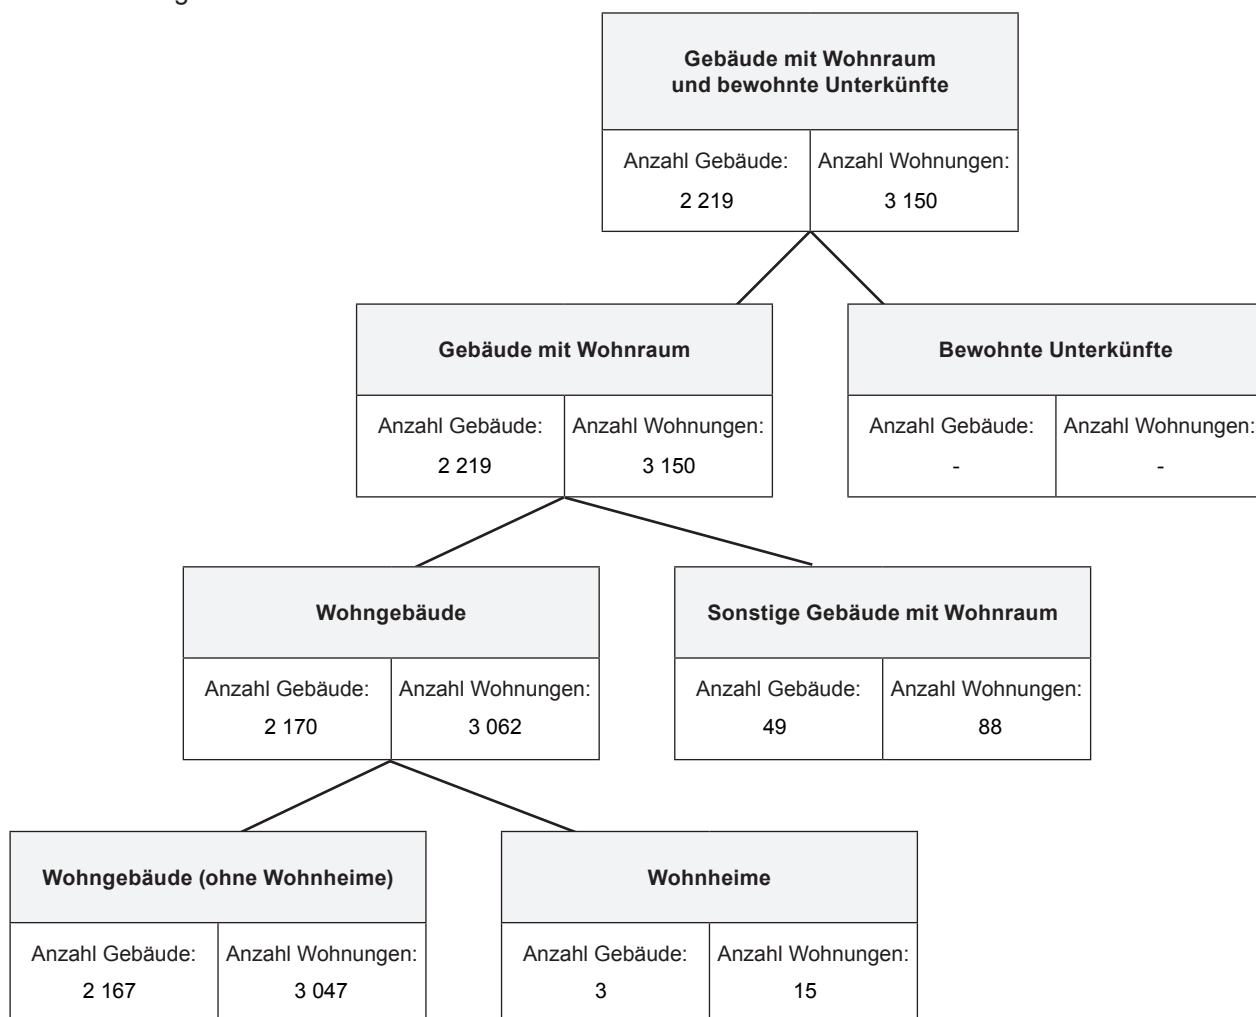 Gebäude mit Wohnraum
und bewohnte Unterkünfte
Anzahl Gebäude: Anzahl Wohnungen:
2 219 3 150
Gebäude mit Wohnraum
Anzahl Gebäude: Anzahl Wohnungen:
2 219 3 150
Bewohnte Unterkünfte
Anzahl Gebäude: Anzahl Wohnungen:
- -
Wohngebäude
Anzahl Gebäude: Anzahl Wohnungen:
2 170 3 062
Sonstige Gebäude mit Wohnraum
Anzahl Gebäude: Anzahl Wohnungen:
49 88
Wohngebäude (ohne Wohnheime)
Anzahl Gebäude: Anzahl Wohnungen:
2 167 3 047
Wohnheime
Anzahl Gebäude: Anzahl Wohnungen:
3 15